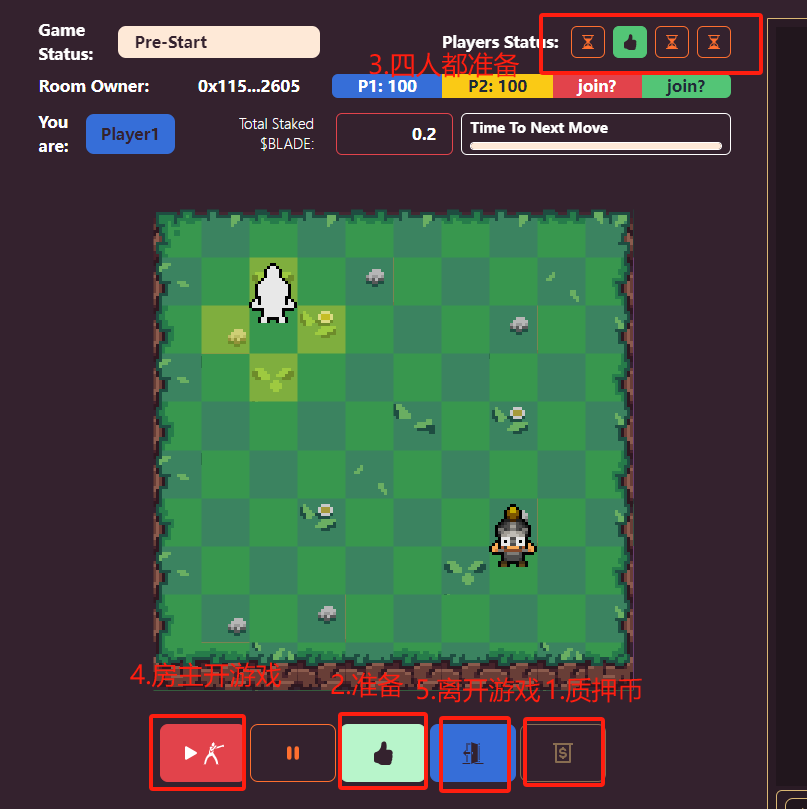 Game Status:
Pre-Start
Players Status:
3.四人都准备
Room Owner:
0x115...2605
P1: 100
P2: 100
join?
join?
You are:
Player1
Total Staked
$BLADE:
0.2
Time To Next Move
4.房主开游戏
2.准备
5.离开游戏
1.质押币